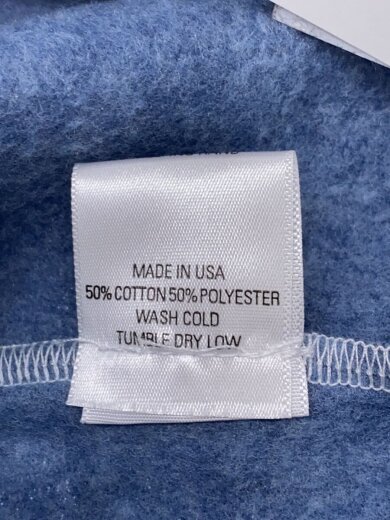 MADE IN USA
50% COTTON 50% POLYESTER
WASH COLD
TUMBLE DRY LOW